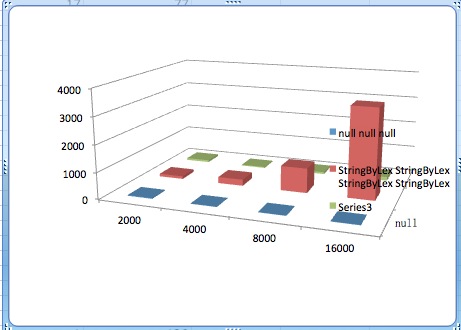 4000
3000
2000
1000
0
2000
4000
8000
16000
null
null null null
StringByLex StringByLex
StringByLex StringByLex
Series3